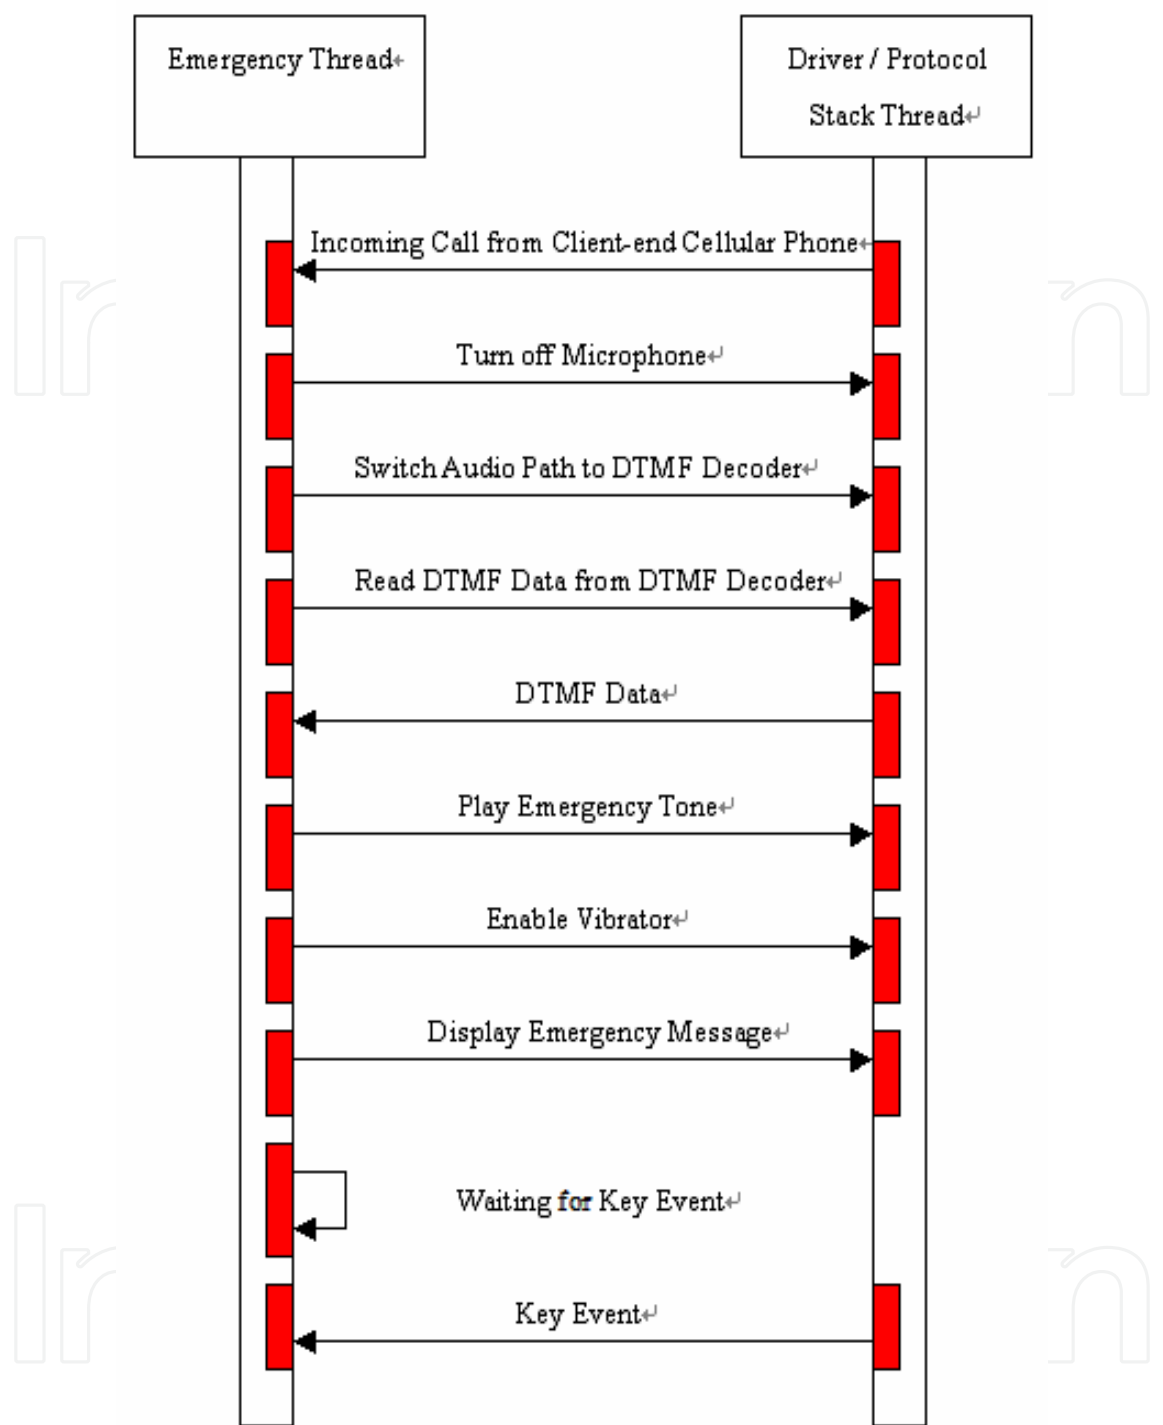 Emergency Thread↵
Driver / Protocol
Stack Thread↵
Incoming Call from Client-end Cellular Phone↵
Turn off Microphone↵
Switch Audio Path to DTMF Decoder↵
Read DTMF Data from DTMF Decoder↵
DTMF Data↵
Play Emergency Tone↵
Enable Vibrator↵
Display Emergency Message↵
Waiting for Key Event↵
Key Event↵